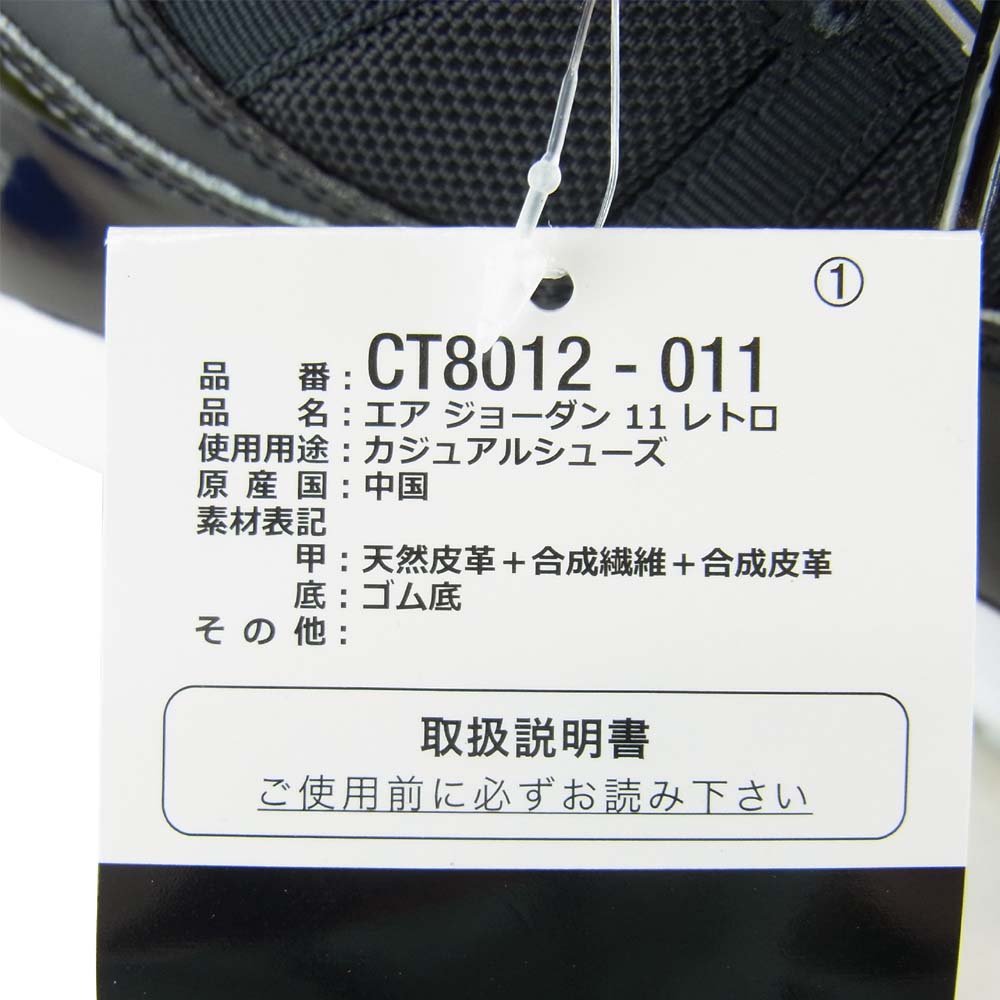 ①
品 番：CT8012 - 011
品 名：エア ジョーダン 11 レトロ
使用用途：カジュアルシューズ
原 産 国：中国
素材表記
甲：天然皮革＋合成繊維＋合成皮革
底：ゴム底
そ の 他：
取扱説明書
ご使用前に必ずお読み下さい